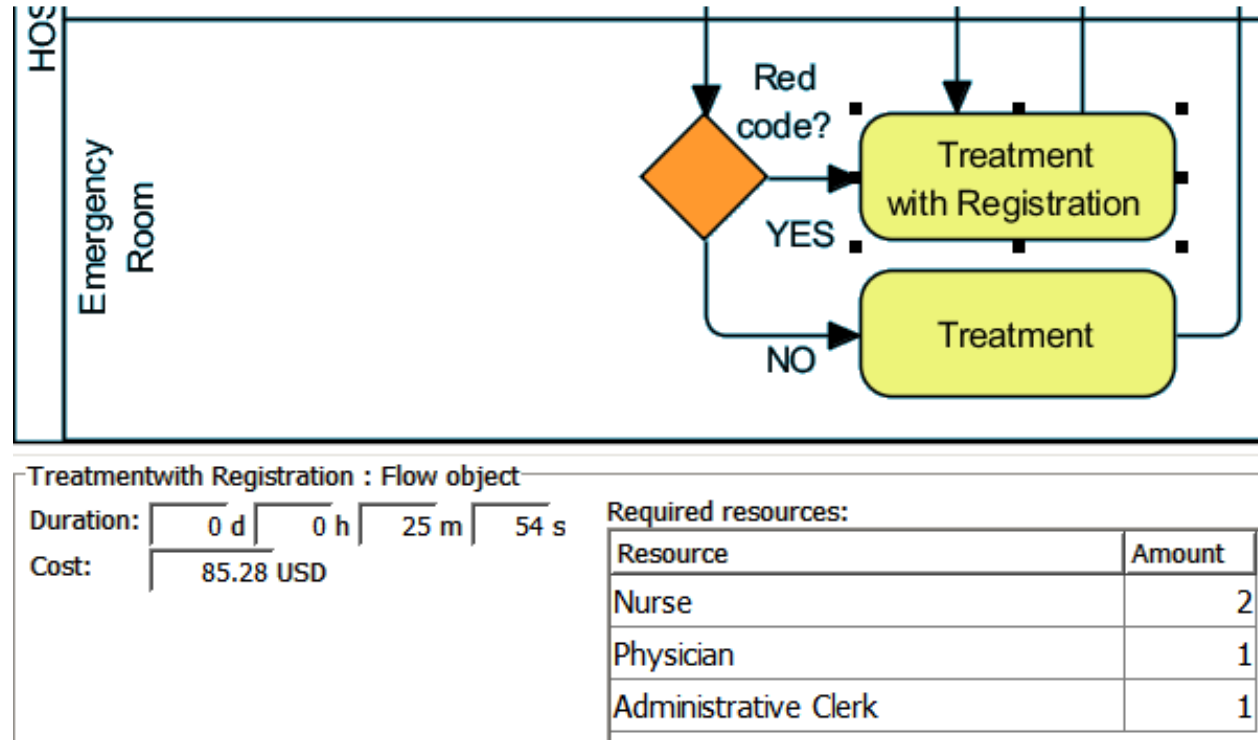 HOS
Emergency
Room
Red
code?
YES
NO
Treatment
with Registration
Treatment
Treatmentwith Registration : Flow object
Duration: 0 d 0 h 25 m 54 s
Cost: 85.28 USD
Required resources:
Resource Amount
Nurse 2
Physician 1
Administrative Clerk 1